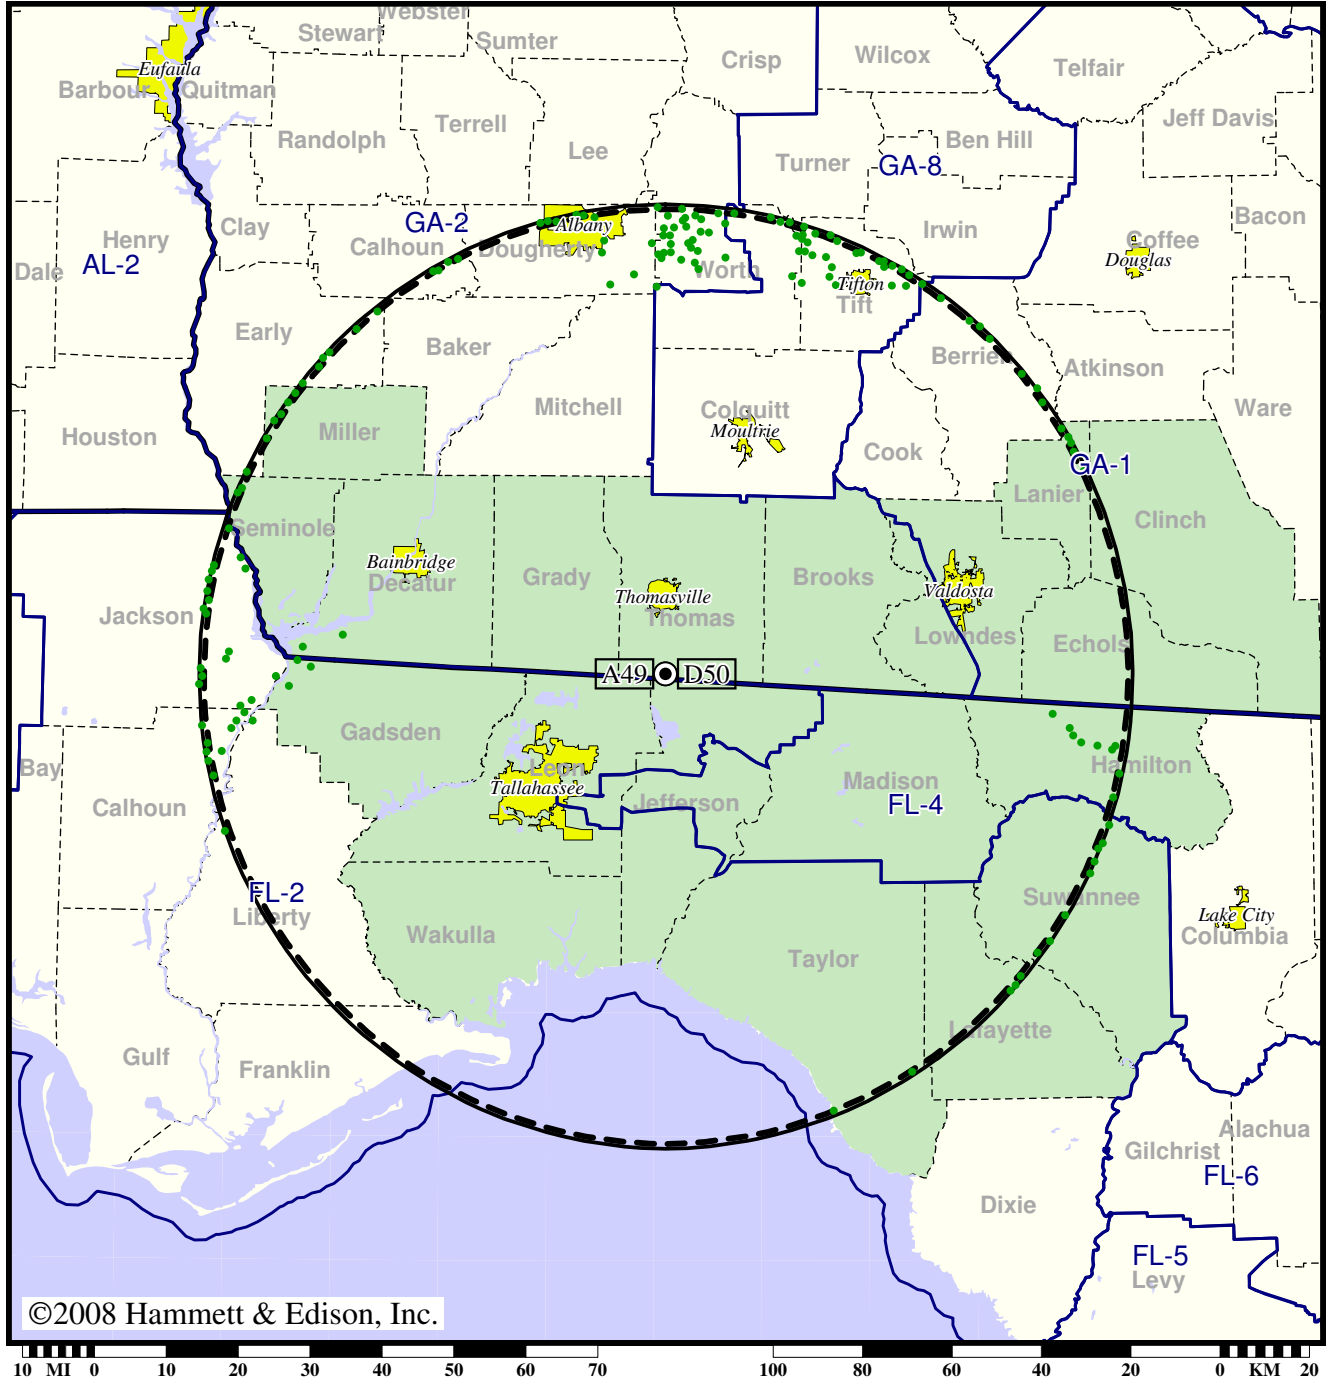 Webster
Stewart
Sumter
Crisp
Wilcox
Telfair
Eufaula
Barbour
Quitman
Jeff Davis
Terrell
Randolph
Lee
Ben Hill
Turner
GA-8
Clay
GA-2
Albany
Bacon
Henry
Calhoun
Dougherty
Irwin
Coffee
AL-2
Dale
Worth
Douglas
Tifton
Tift
Early
Baker
Berrien
Atkinson
Mitchell
Colquitt
Ware
Houston
Miller
Moultrie
Cook
GA-1
Lanier
Clinch
Seminole
Bainbridge
Decatur
Grady
Brooks
Valdosta
Thomasville
Thomas
Jackson
Lowndes
Echols
A49
D50
Gadsden
Bay
Leon
Hamilton
Tallahassee
Madison
Jefferson
FL-4
Calhoun
FL-2
Liberty
Suwannee
Lake City
Columbia
Wakulla
Taylor
Lafayette
Gulf
Franklin
Alachua
Gilchrist
FL-6
Dixie
FL-5
Levy
©2008 Hammett & Edison, Inc.
10 MI 0 10 20 30 40 50 60 70 100 80 60 40 20 0 KM 20